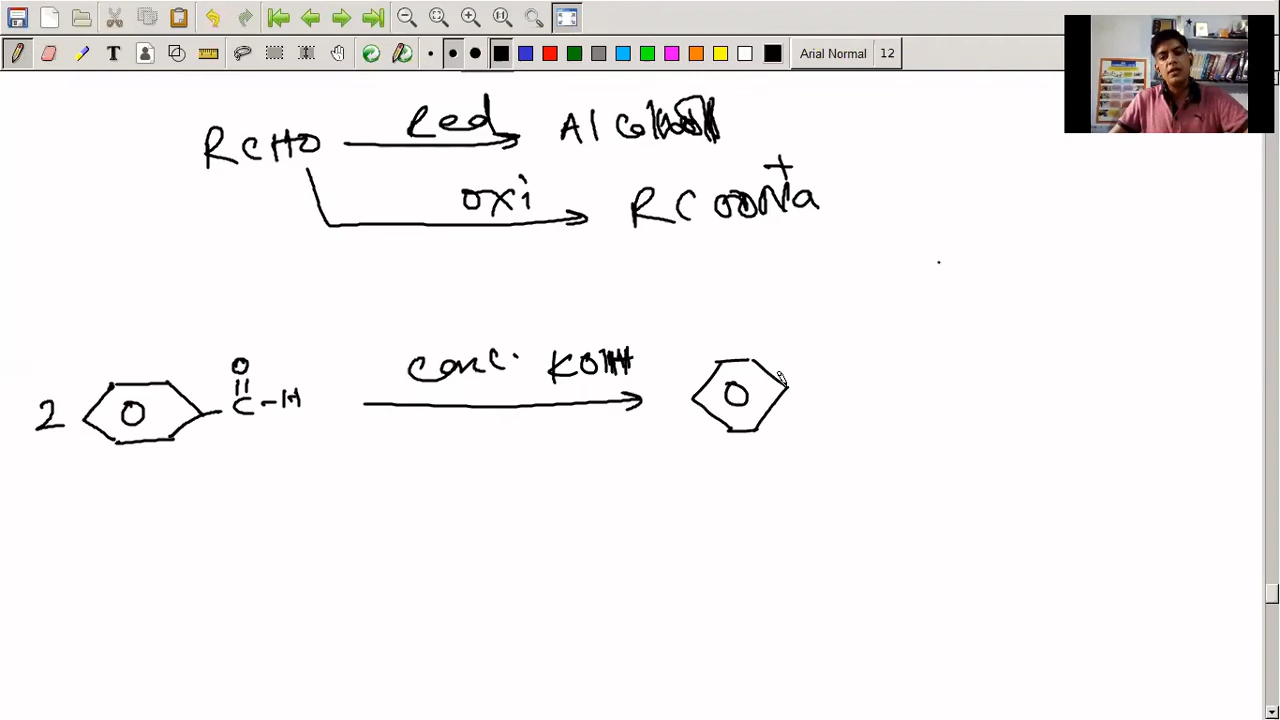 Arial Normal 12
RCHO Red Alcohol
oxi RCOONa+
O
2 O C-H conc. KOH O